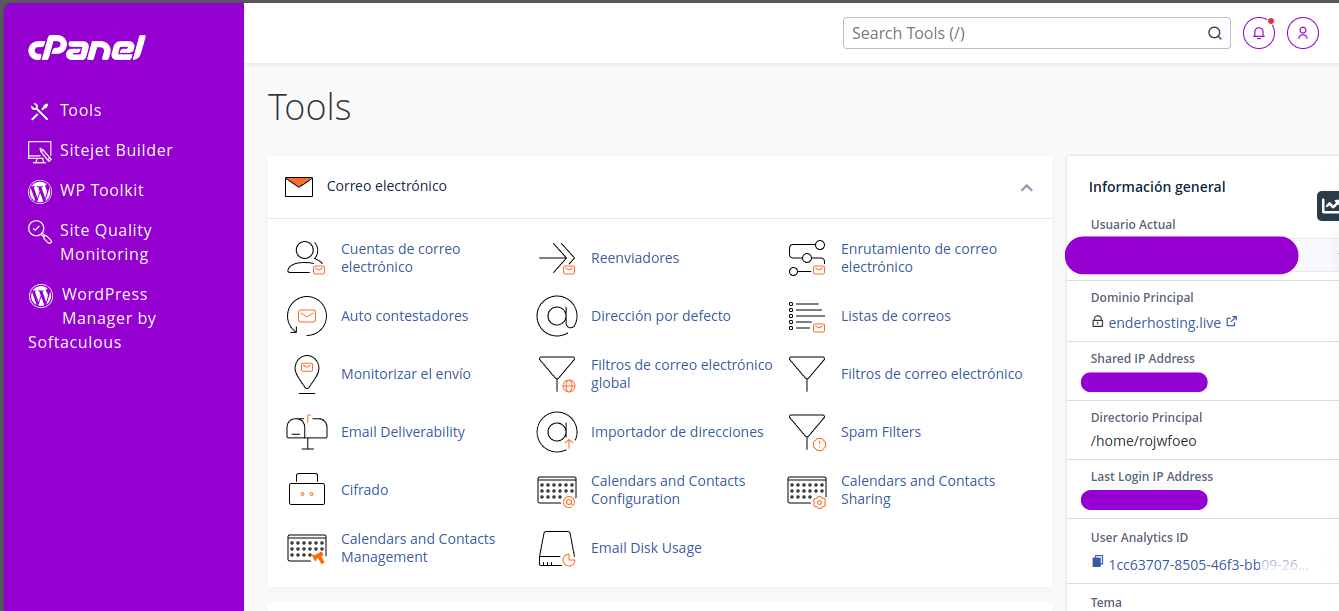 cPanel
Tools
Sitejet Builder
WP Toolkit
Site Quality
Monitoring
WordPress
Manager by
Softaculous
Search Tools (/)
Tools
Correo electrónico
Cuentas de correo
electrónico
Reenviadores
Enrutamiento de correo
electrónico
Auto contestadores
Dirección por defecto
Listas de correos
Monitorizar el envío
Filtros de correo electrónico
global
Filtros de correo electrónico
Email Deliverability
Importador de direcciones
Spam Filters
Cifrado
Calendars and Contacts
Configuration
Calendars and Contacts
Sharing
Calendars and Contacts
Management
Email Disk Usage
Información general
Usuario Actual
Dominio Principal
enderhosting.live
Shared IP Address
Directorio Principal
/home/rojwfoeo
Last Login IP Address
User Analytics ID
1cc63707-8505-46f3-bb09-26...
Tema